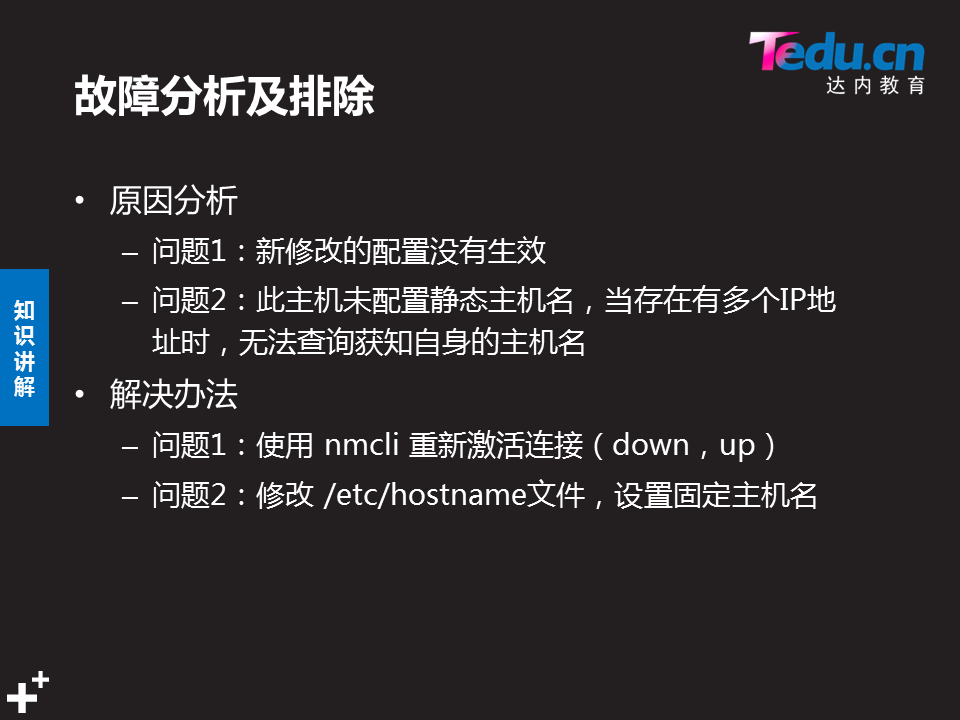 Tedu.cn
达内教育
故障分析及排除
• 原因分析
– 问题1：新修改的配置没有生效
– 问题2：此主机未配置静态主机名，当存在有多个IP地
址时，无法查询获知自身的主机名
• 解决办法
– 问题1：使用 nmcli 重新激活连接（down，up）
– 问题2：修改 /etc/hostname文件，设置固定主机名
知
识
讲
解